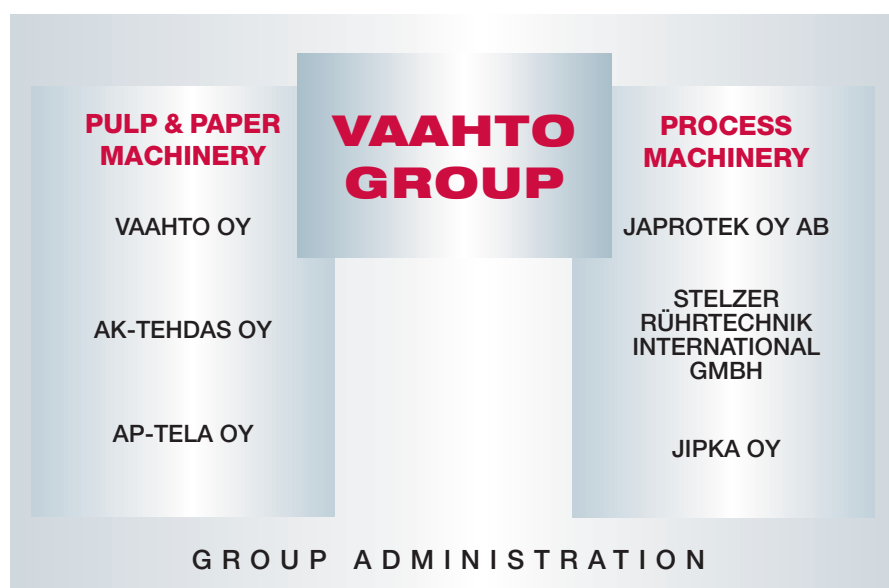 VAAHTO
GROUP
PULP & PAPER
MACHINERY
VAAHTO OY
AK-TEHDAS OY
AP-TELA OY
PROCESS
MACHINERY
JAPROTEK OY AB
STELZER
RÜHRTECHNIK
INTERNATIONAL
GMBH
JIPKA OY
GROUP ADMINISTRATION